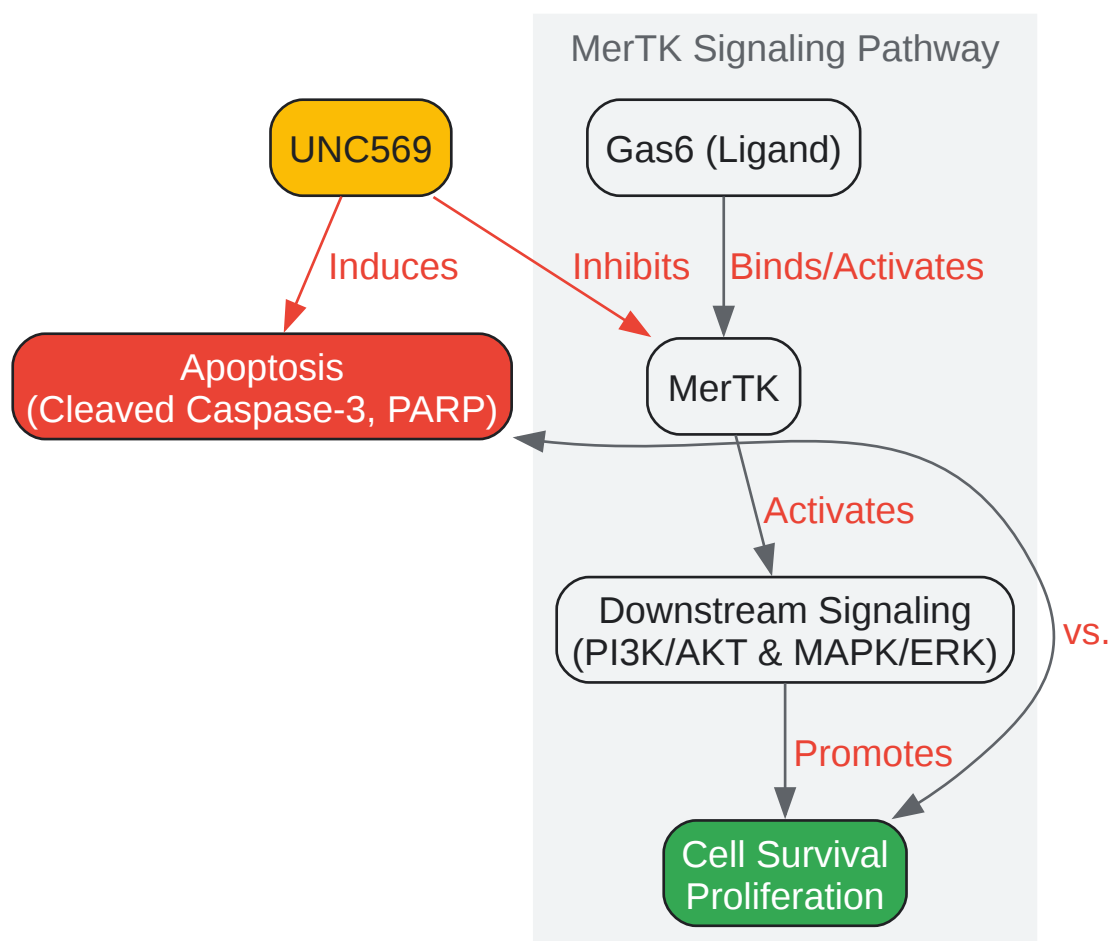 MerTK Signaling Pathway
UNC569
Gas6 (Ligand)
Induces
Inhibits
Binds/Activates
Apoptosis
(Cleaved Caspase-3, PARP)
MerTK
Activates
Downstream Signaling
(PI3K/AKT & MAPK/ERK)
vs.
Promotes
Cell Survival
Proliferation